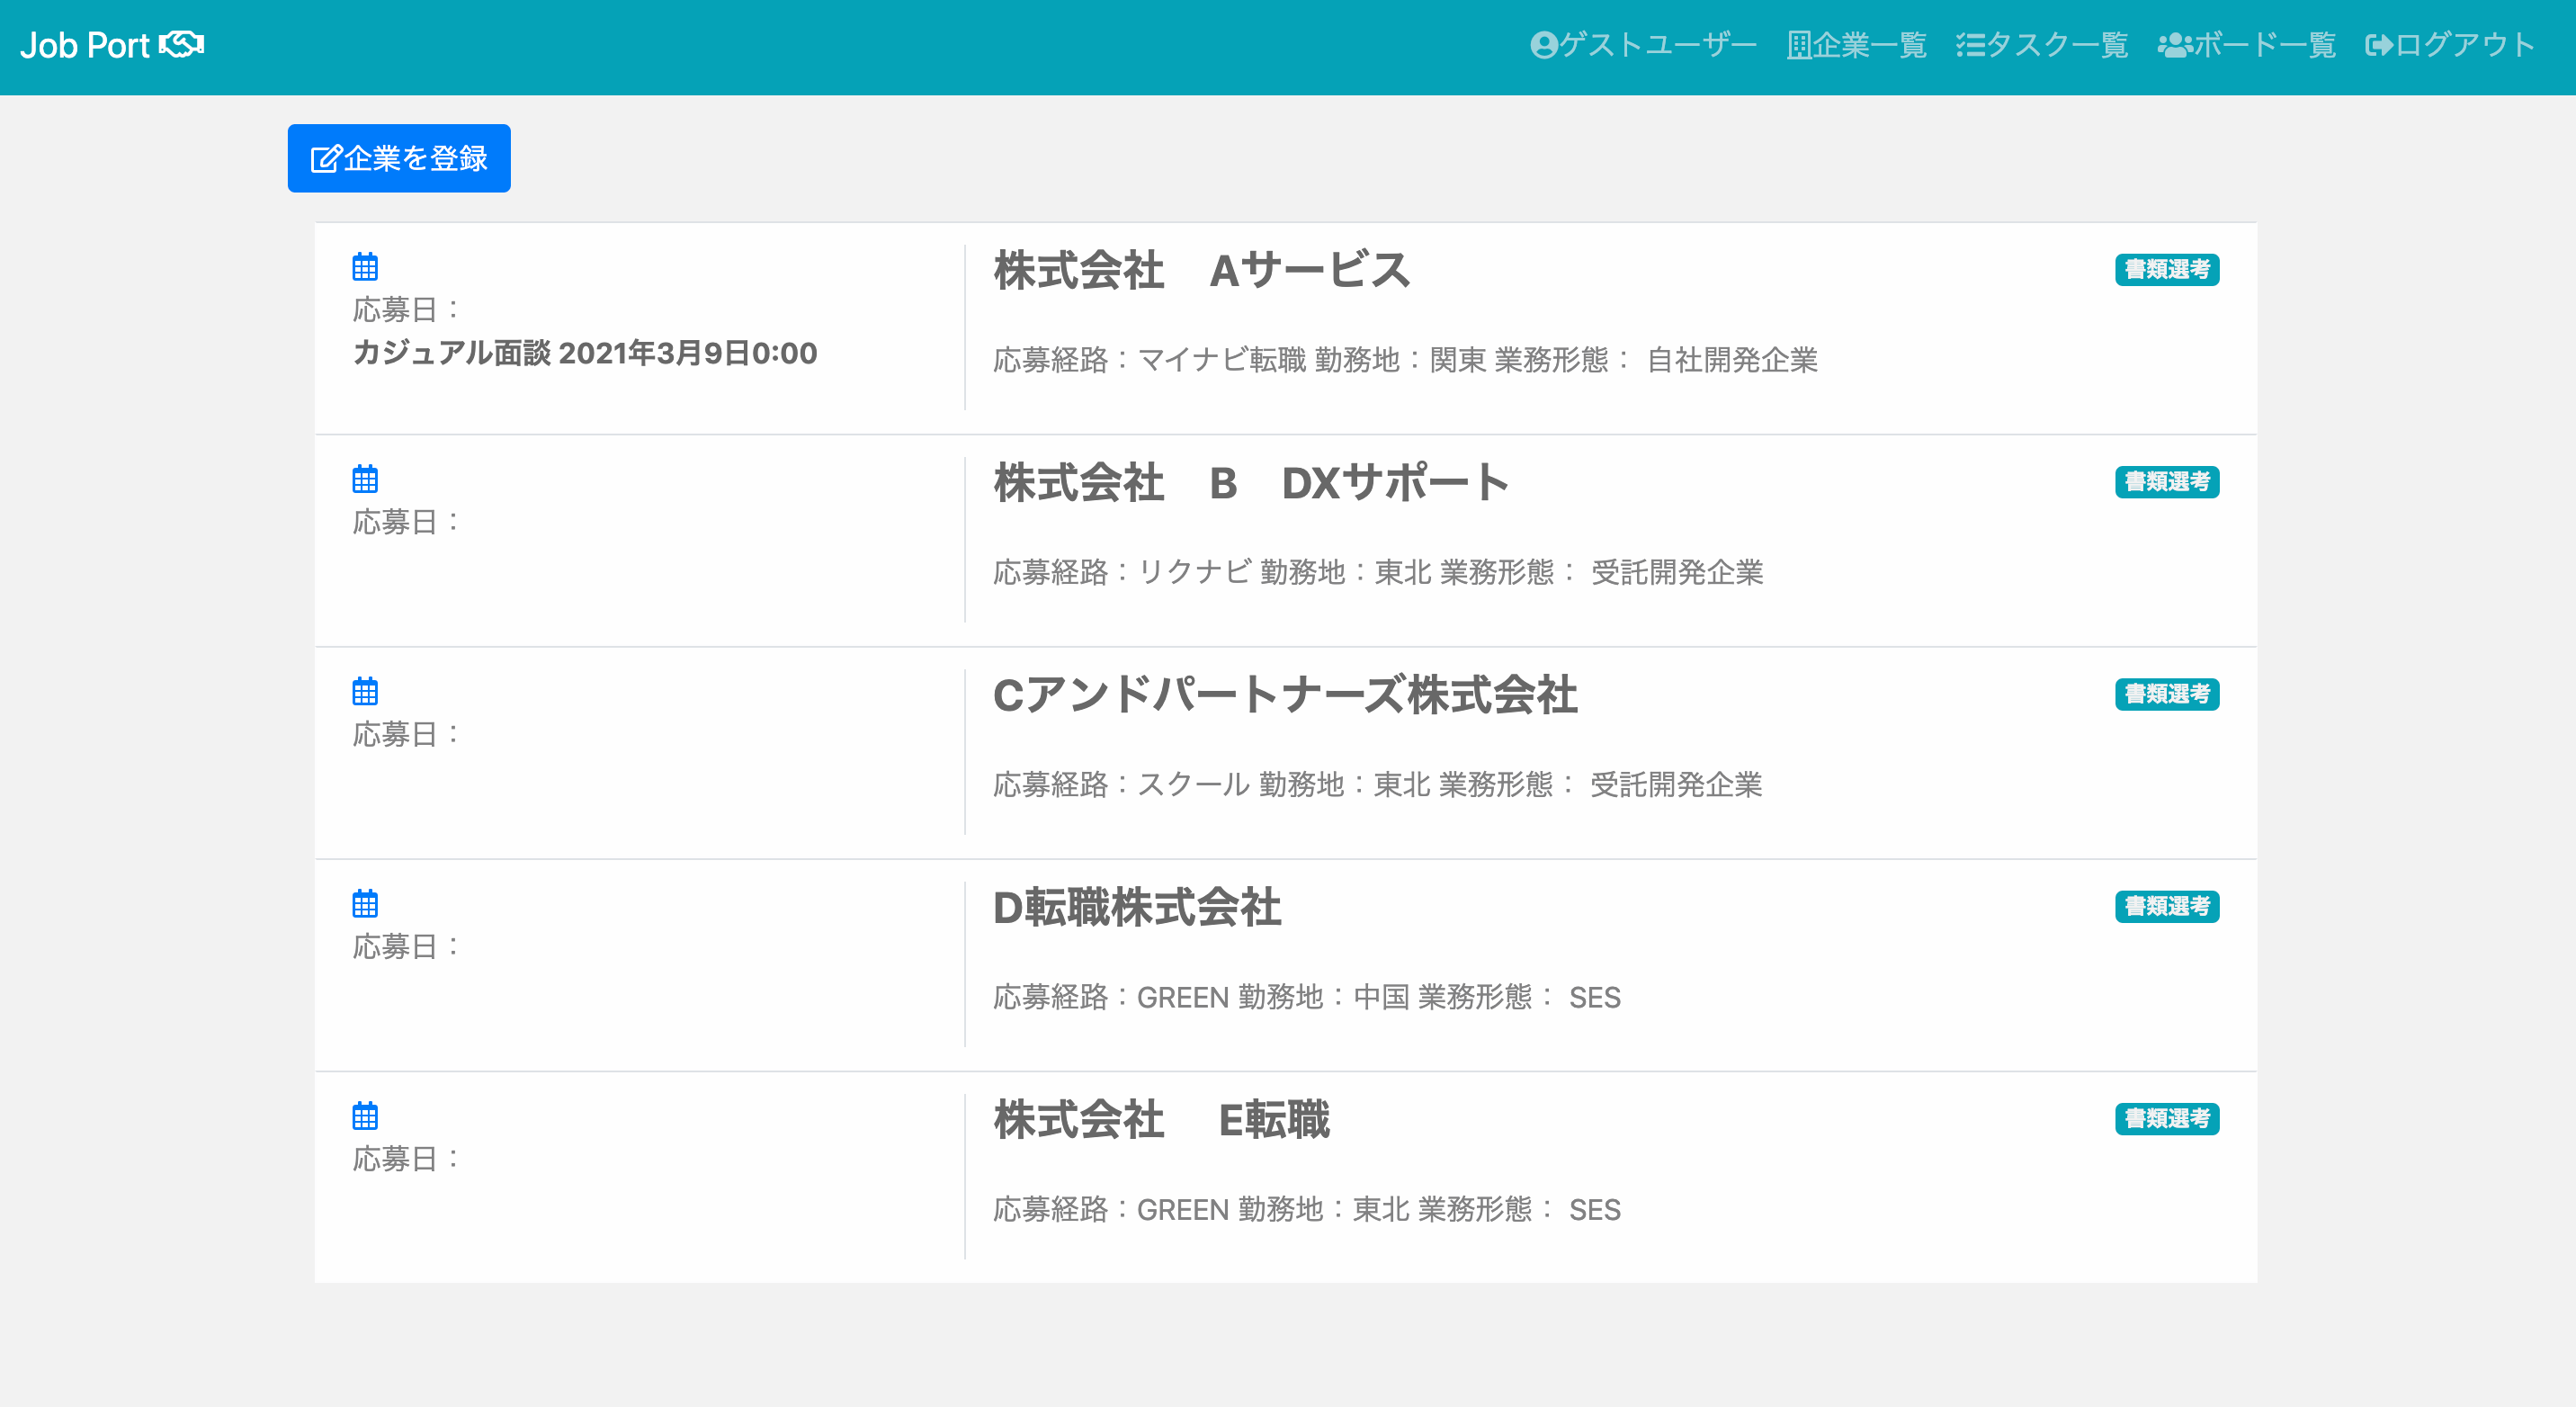 Job Port
ゲストユーザー 企業一覧 タスク一覧 ボード一覧 ログアウト
企業を登録
応募日：
カジュアル面談 2021年3月9日0:00
株式会社　Aサービス
書類選考
応募経路：マイナビ転職 勤務地：関東 業務形態： 自社開発企業
応募日：
株式会社　B　DXサポート
書類選考
応募経路：リクナビ 勤務地：東北 業務形態： 受託開発企業
応募日：
Cアンドパートナーズ株式会社
書類選考
応募経路：スクール 勤務地：東北 業務形態： 受託開発企業
応募日：
D転職株式会社
書類選考
応募経路：GREEN 勤務地：中国 業務形態： SES
応募日：
株式会社　 E転職
書類選考
応募経路：GREEN 勤務地：東北 業務形態： SES